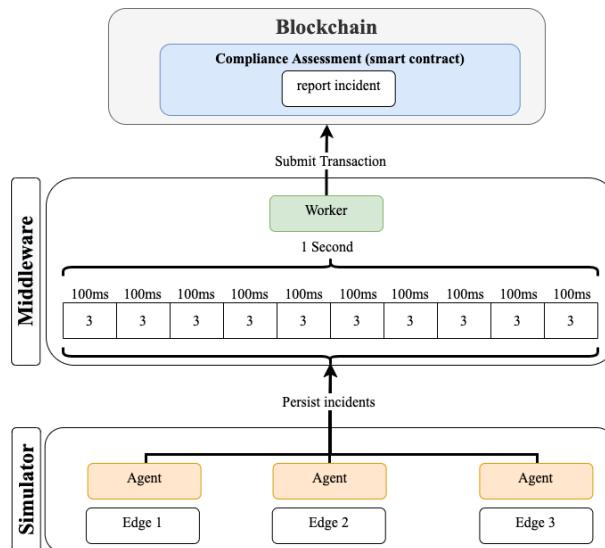 Blockchain
Compliance Assessment (smart contract)
report incident
Submit Transaction
Middleware
Worker
1 Second
100ms 100ms 100ms 100ms 100ms 100ms 100ms 100ms 100ms 100ms
3 3 3 3 3 3 3 3 3 3
Persist incidents
Simulator
Agent Agent Agent
Edge 1 Edge 2 Edge 3